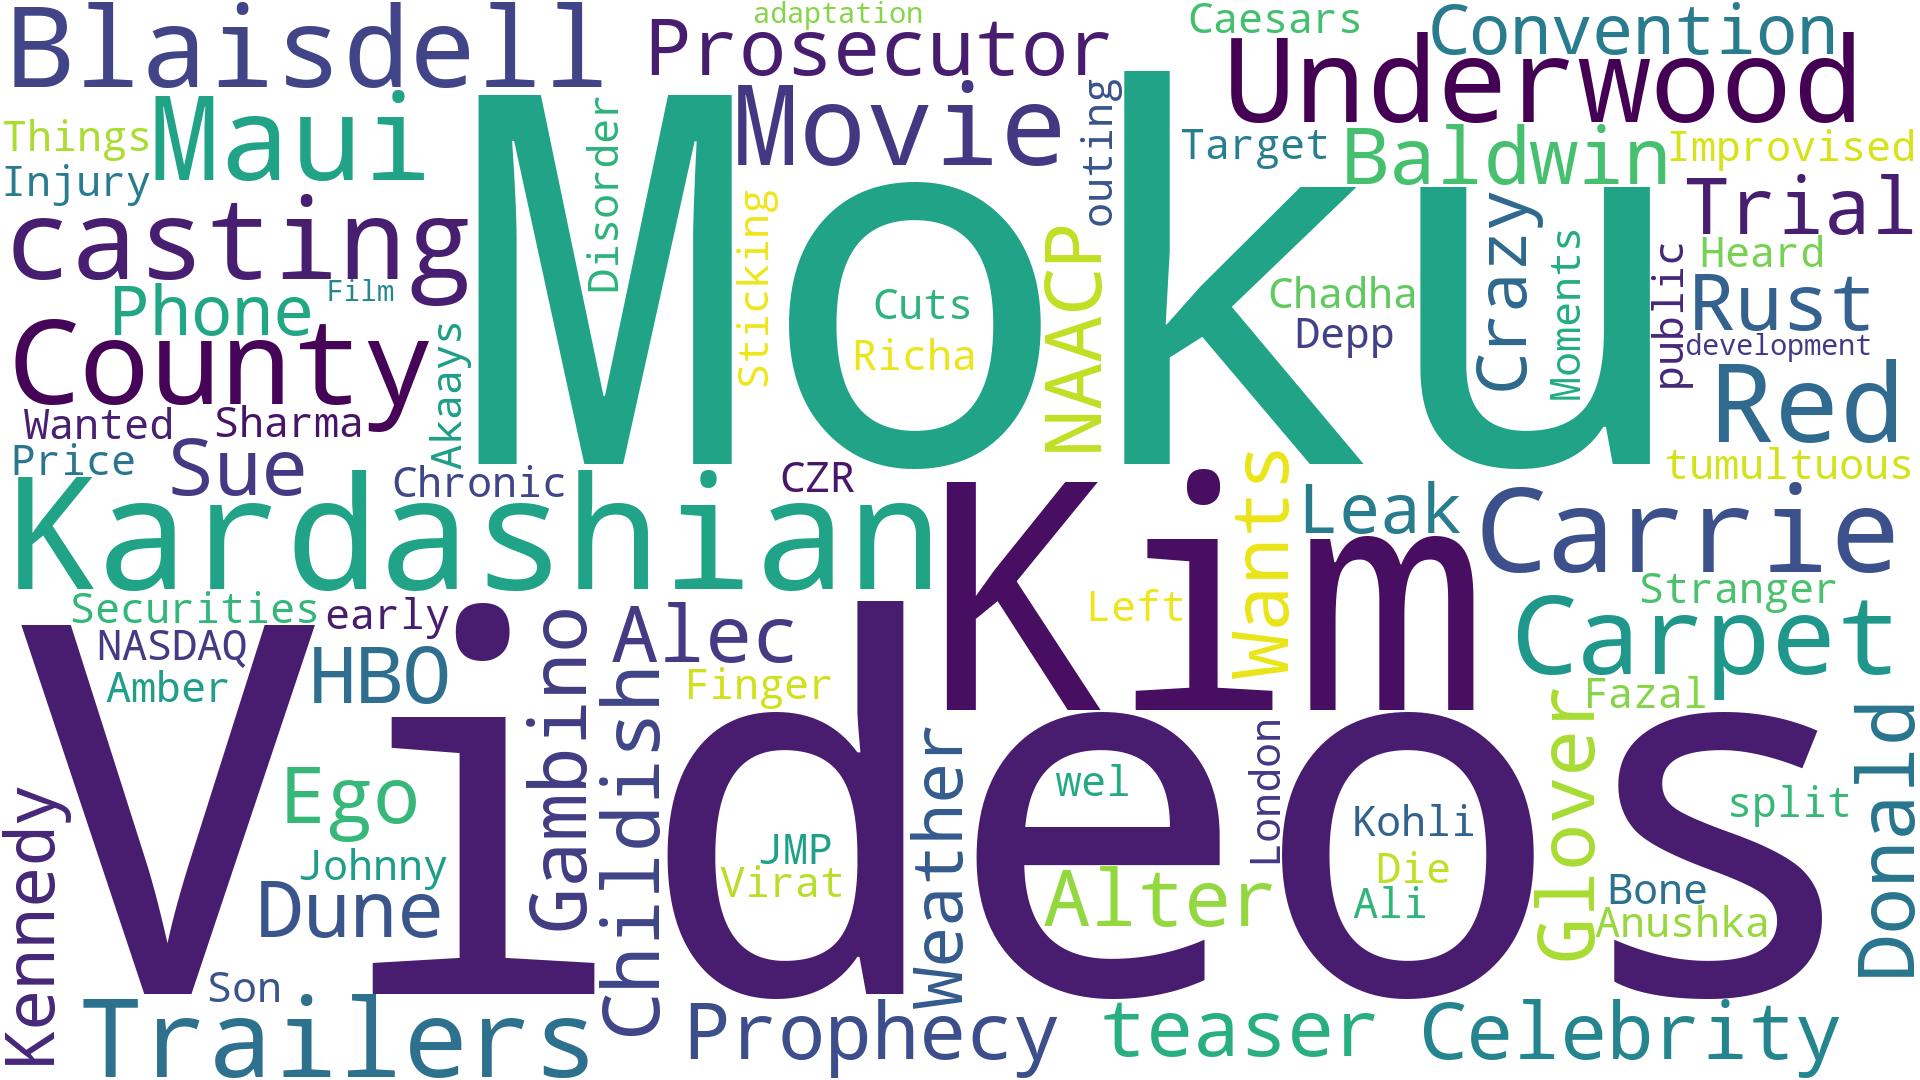 Blaisdell
Prosecutor
adaptation
Caesars
Convention
Underwood
Things
Maui
Injury
Disorder
Movie
outing
Target
Baldwin
Improvised
casting
Moku
Sticking
NAACP
Crazy
Trial
Phone
Film
Cuts
Richa
Chadha
Depp
Moments
public
Heard
Rust
development
County
Akaays
Red
Wanted
Sharma
Price
Sue
Chronic
CZR
Wants
Leak
tumultuous
Kardashian
Kim
Carrie
Securities
early
NASDAQ
Amber
HBO
Gambino
Alec
Childish
Finger
Left
Stranger
Carpet
Fazal
Videos
Kennedy
Ego
Johnny
Dune
JMP
Virat
Weather
wel
Alter
London
Kohli
Die
Ali
Glover
split
Bone
Anushka
Donald
Son
Trailers
Prophecy
teaser
Celebrity